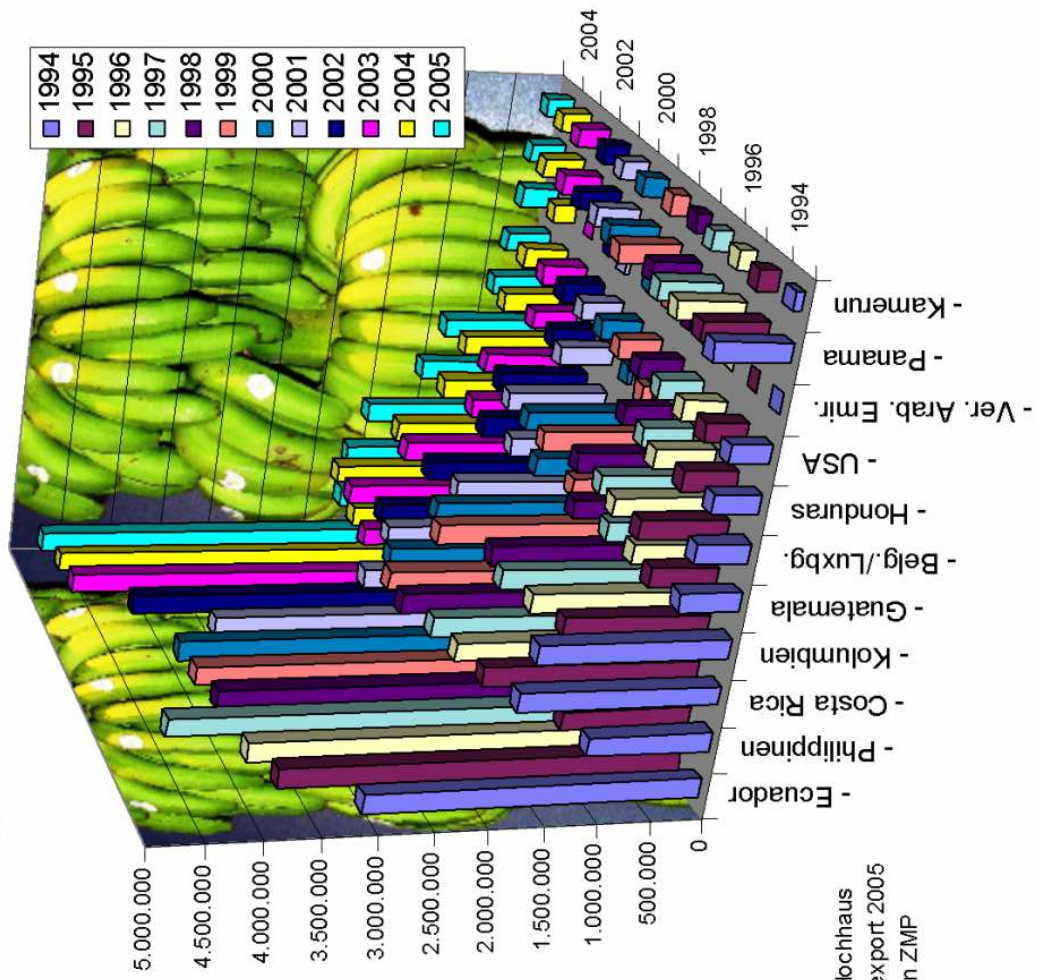 1994
1995
1996
1997
1998
1999
2000
2001
2002
2003
2004
2005
5.000.000
4.500.000
4.000.000
3.500.000
3.000.000
2.500.000
2.000.000
1.500.000
1.000.000
500.000
0
- Ecuador
- Philippinen
- Costa Rica
- Kolumbien
- Guatemala
- Belg./Luxbg.
- Honduras
- USA
- Ver. Arab. Emir.
- Panama
- Kamerun
1994
1996
1998
2000
2002
2004
export 2005
n ZMP